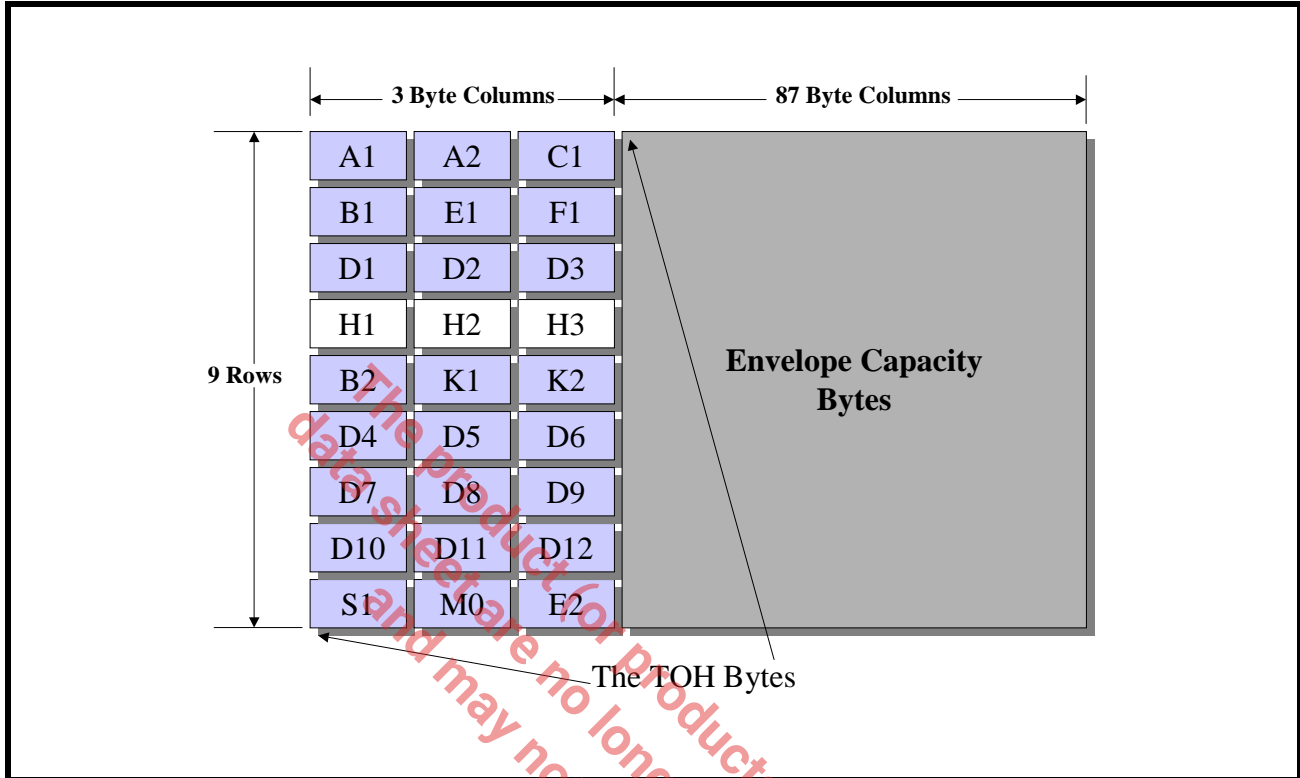 3 Byte Columns 87 Byte Columns
A1 A2 C1
B1 E1 F1
D1 D2 D3
H1 H2 H3
9 Rows
B2 K1 K2
Envelope Capacity
Bytes
D4 D5 D6
D7 D8 D9
D10 D11 D12
S1 M0 E2
The TOH Bytes
The product (or product
data sheet are no long
and may no